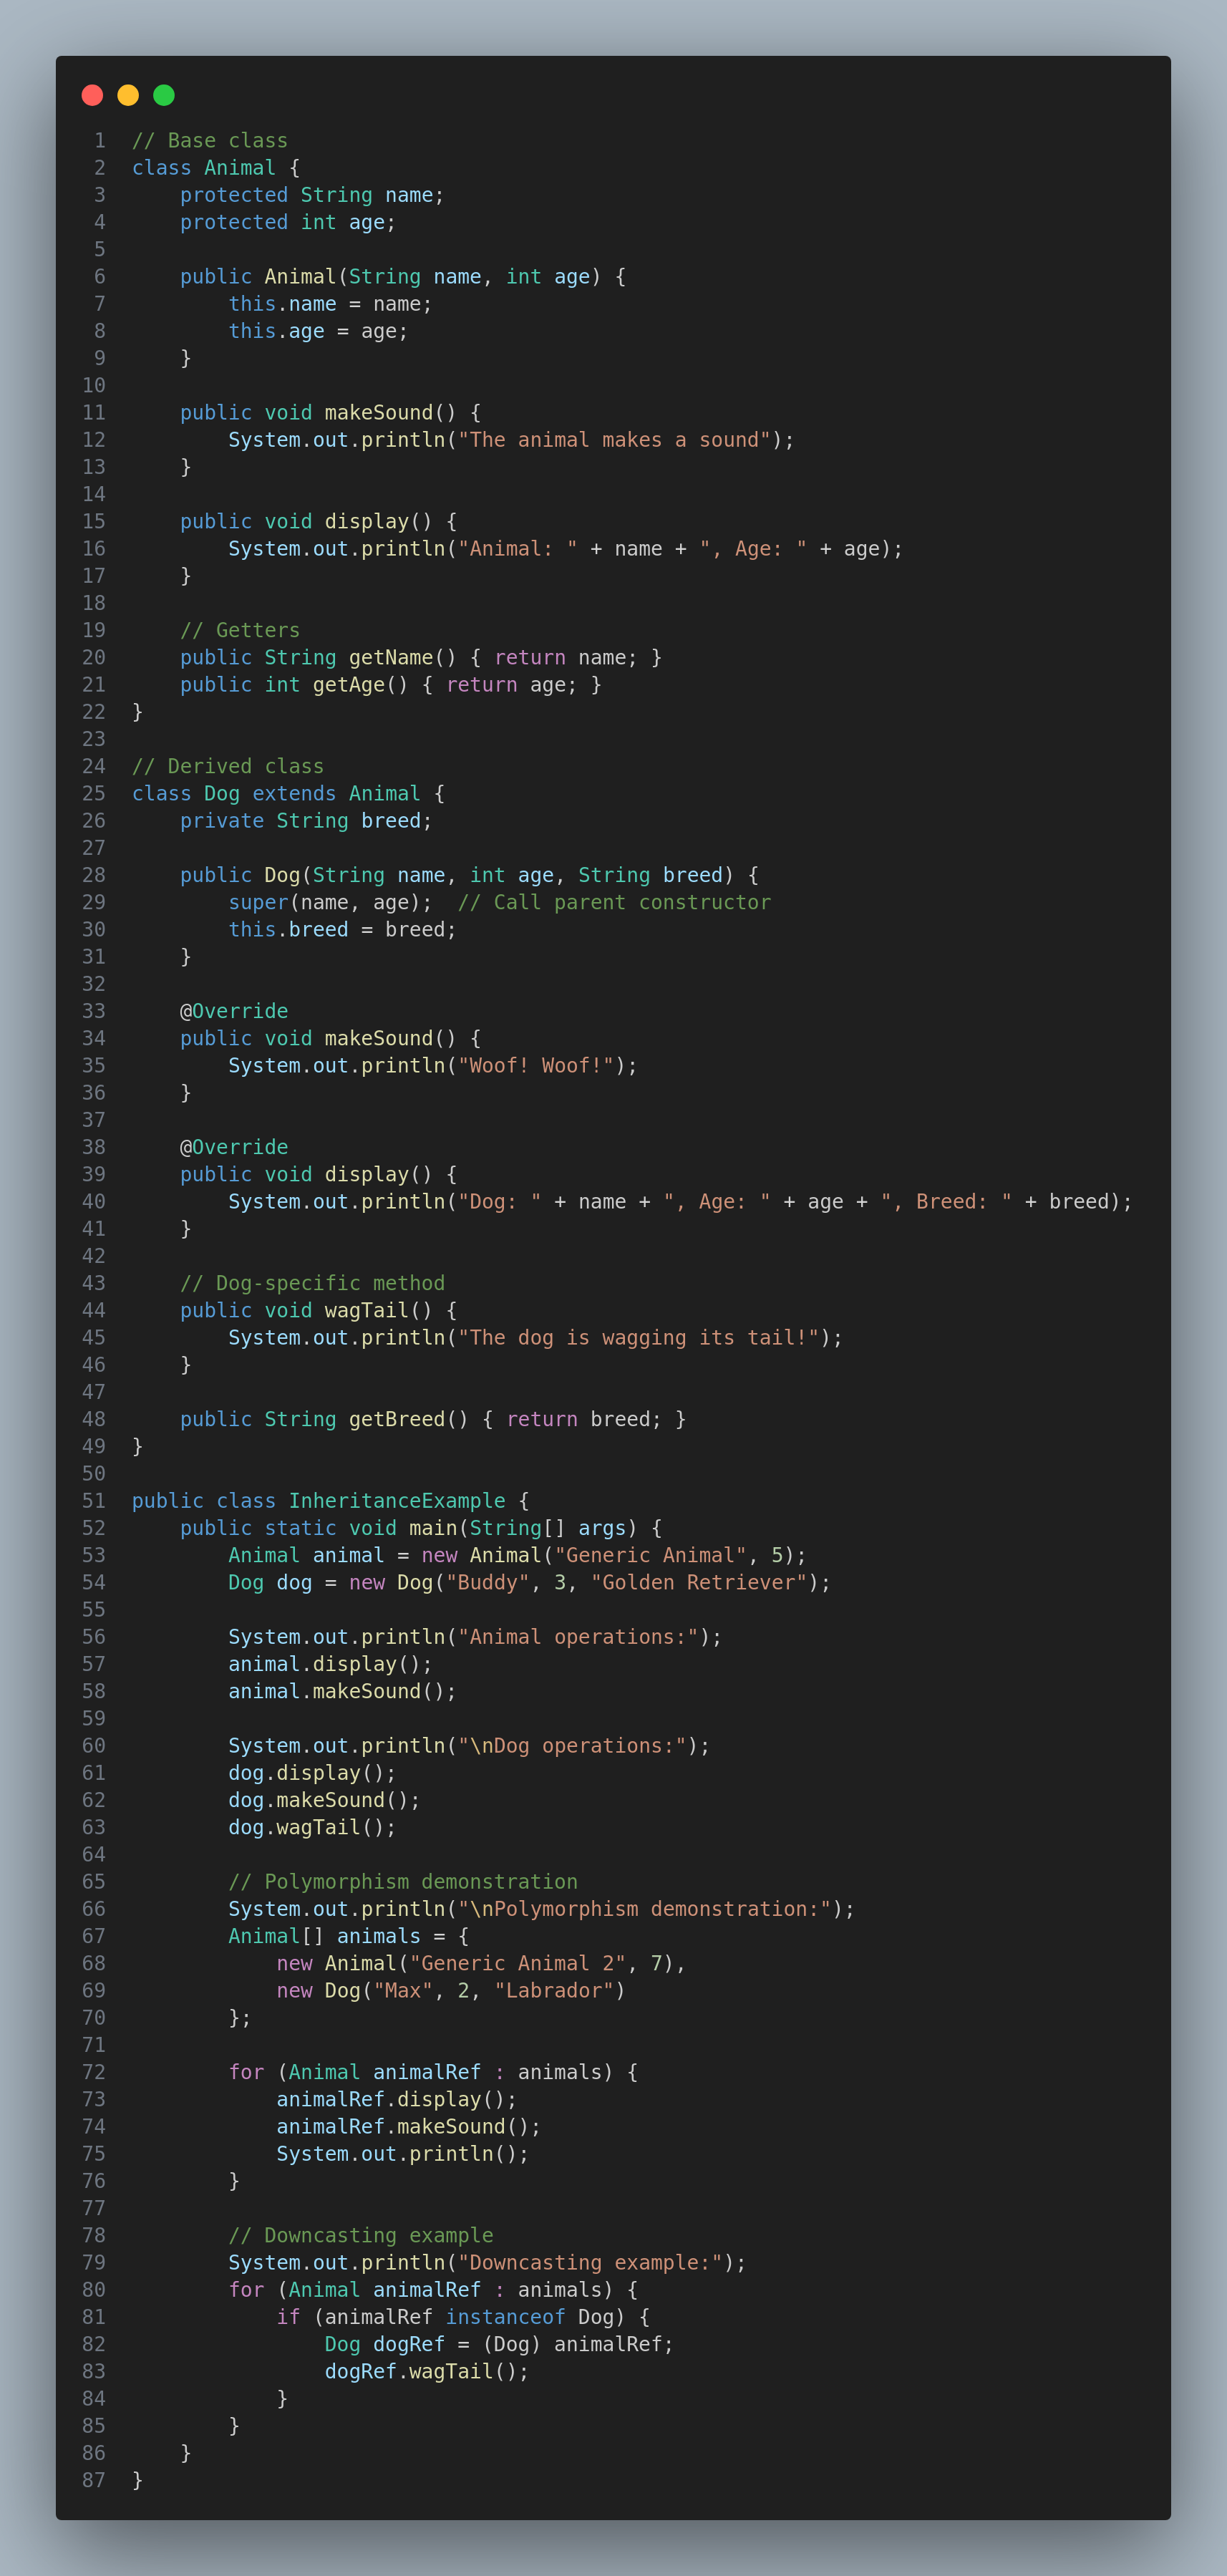 1 // Base class
2 class Animal {
3     protected String name;
4     protected int age;
5
6     public Animal(String name, int age) {
7         this.name = name;
8         this.age = age;
9     }
10
11     public void makeSound() {
12         System.out.println("The animal makes a sound");
13     }
14
15     public void display() {
16         System.out.println("Animal: " + name + ", Age: " + age);
17     }
18
19     // Getters
20     public String getName() { return name; }
21     public int getAge() { return age; }
22 }
23
24 // Derived class
25 class Dog extends Animal {
26     private String breed;
27
28     public Dog(String name, int age, String breed) {
29         super(name, age);  // Call parent constructor
30         this.breed = breed;
31     }
32
33     @Override
34     public void makeSound() {
35         System.out.println("Woof! Woof!");
36     }
37
38     @Override
39     public void display() {
40         System.out.println("Dog: " + name + ", Age: " + age + ", Breed: " + breed);
41     }
42
43     // Dog-specific method
44     public void wagTail() {
45         System.out.println("The dog is wagging its tail!");
46     }
47
48     public String getBreed() { return breed; }
49 }
50
51 public class InheritanceExample {
52     public static void main(String[] args) {
53         Animal animal = new Animal("Generic Animal", 5);
54         Dog dog = new Dog("Buddy", 3, "Golden Retriever");
55
56         System.out.println("Animal operations:");
57         animal.display();
58         animal.makeSound();
59
60         System.out.println("\nDog operations:");
61         dog.display();
62         dog.makeSound();
63         dog.wagTail();
64
65         // Polymorphism demonstration
66         System.out.println("\nPolymorphism demonstration:");
67         Animal[] animals = {
68             new Animal("Generic Animal 2", 7),
69             new Dog("Max", 2, "Labrador")
70         };
71
72         for (Animal animalRef : animals) {
73             animalRef.display();
74             animalRef.makeSound();
75             System.out.println();
76         }
77
78         // Downcasting example
79         System.out.println("Downcasting example:");
80         for (Animal animalRef : animals) {
81             if (animalRef instanceof Dog) {
82                 Dog dogRef = (Dog) animalRef;
83                 dogRef.wagTail();
84             }
85         }
86     }
87 }